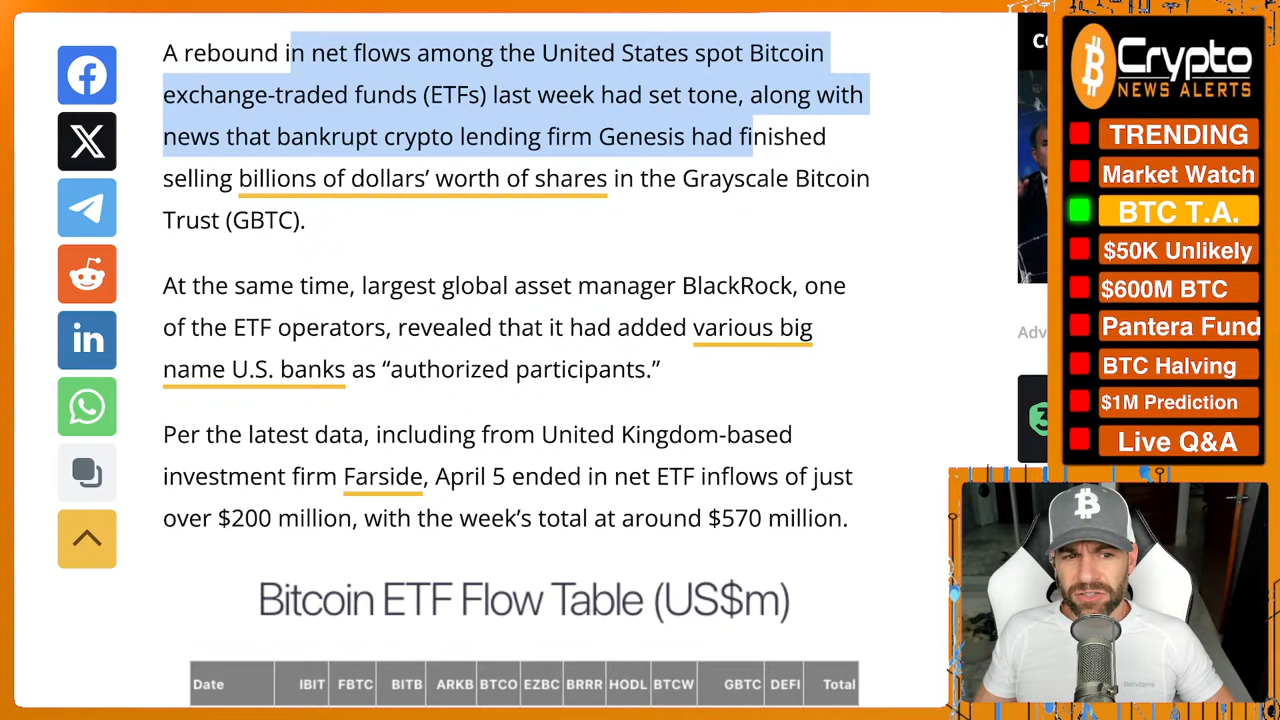 A rebound in net flows among the United States spot Bitcoin
exchange-traded funds (ETFs) last week had set tone, along with
news that bankrupt crypto lending firm Genesis had finished
selling billions of dollars’ worth of shares in the Grayscale Bitcoin
Trust (GBTC).
At the same time, largest global asset manager BlackRock, one
of the ETF operators, revealed that it had added various big
name U.S. banks as “authorized participants.”
Per the latest data, including from United Kingdom-based
investment firm Farside, April 5 ended in net ETF inflows of just
over $200 million, with the week’s total at around $570 million.
Bitcoin ETF Flow Table (US$m)
Date IBIT FBTC BITB ARKB BTCO EZBC BRRR HODL BTCW GBTC DEFI Total
Adv
Crypto
NEWS ALERTS
TRENDING
Market Watch
BTC T.A.
$50K Unlikely
$600M BTC
Pantera Fund
BTC Halving
$1M Prediction
Live Q&A